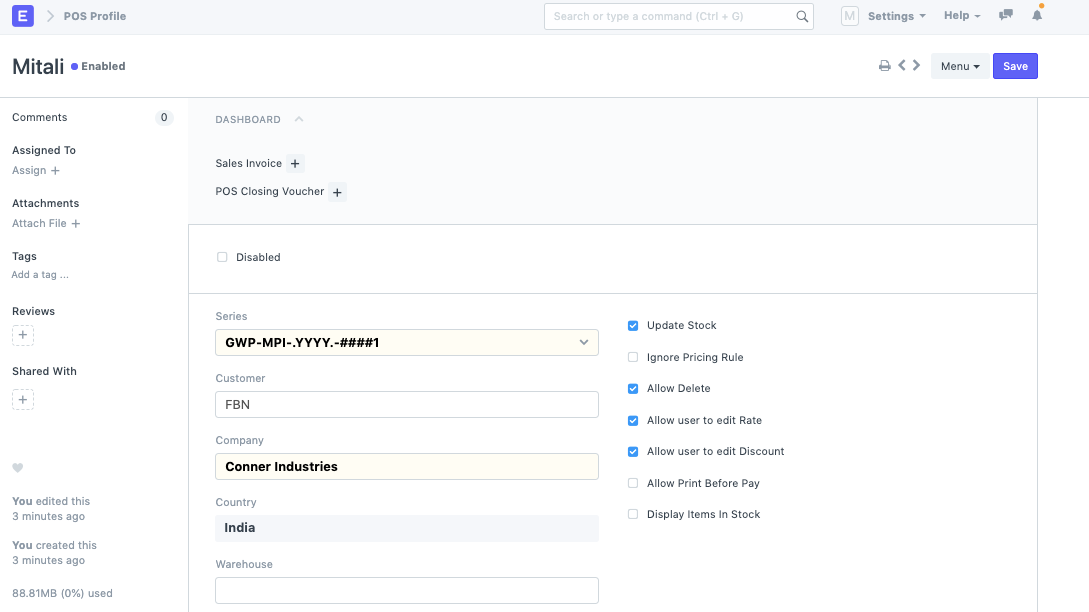 E POS Profile Search or type a command (Ctrl + G) M Settings Help
Mitali Enabled Menu Save
Comments 0
Assigned To
Assign +
Attachments
Attach File +
Tags
Add a tag ...
Reviews
+
Shared With
+
You edited this
3 minutes ago
You created this
3 minutes ago
88.81MB (0%) used
DASHBOARD
Sales Invoice +
POS Closing Voucher +
Disabled
Series
GWP-MPI-.YYYY.-####1
Customer
FBN
Company
Conner Industries
Country
India
Warehouse
Update Stock
Ignore Pricing Rule
Allow Delete
Allow user to edit Rate
Allow user to edit Discount
Allow Print Before Pay
Display Items In Stock